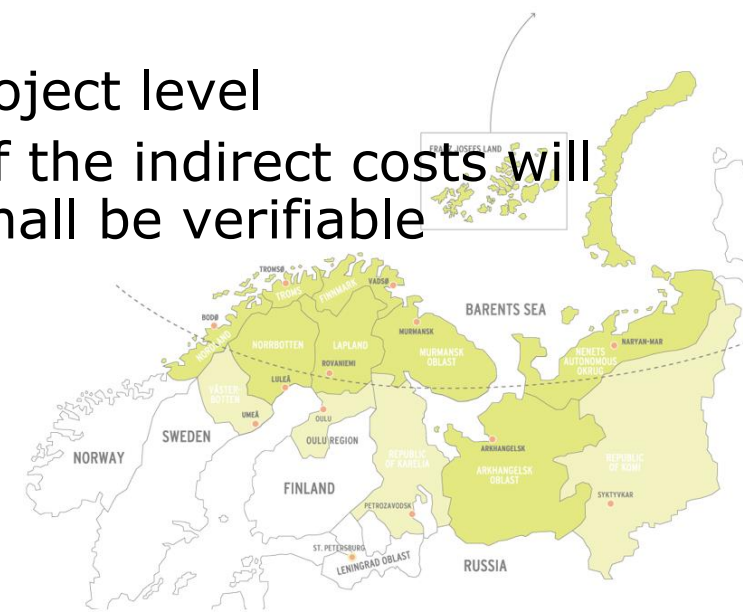 oject level
f the indirect costs will
hall be verifiable
FRANZ JOSEFS LAND
TROMSØ
TROMS
FINNMARK
VADSØ
BODØ
NORDLAND
BARENTS SEA
MURMANSK
NORRBOTTEN
LAPLAND
MURMANSK
OBLAST
NARYAN-MAR
NENETS
AUTONOMOUS
OKRUG
ROVANIEMI
LULEÅ
VÄSTER-
BOTTEN
UMEÅ
OULU
SWEDEN
OULU REGION
NORWAY
ARKHANGELSK
REPUBLIC
OF KARELIA
ARKHANGELSK
OBLAST
REPUBLIC
OF KOMI
FINLAND
SYKTYVKAR
PETROZAVODSK
ST. PETERSBURG
LENINGRAD OBLAST
RUSSIA